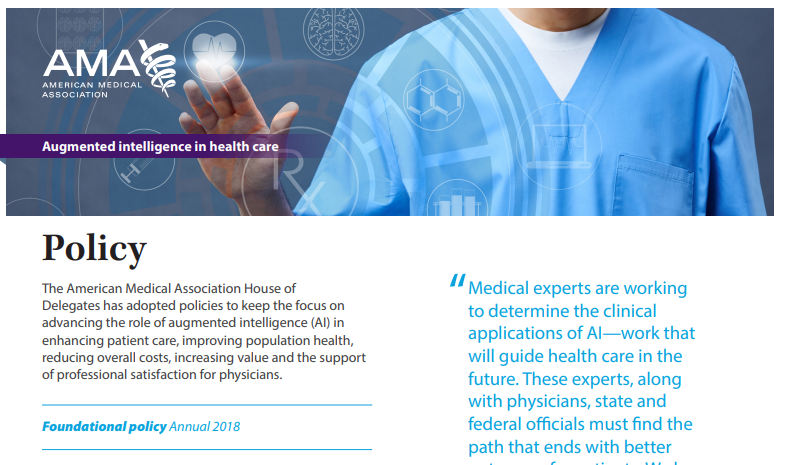 AMA
AMERICAN MEDICAL
ASSOCIATION
Augmented intelligence in health care
Rx
Policy
The American Medical Association House of
Delegates has adopted policies to keep the focus on
advancing the role of augmented intelligence (AI) in
enhancing patient care, improving population health,
reducing overall costs, increasing value and the support
of professional satisfaction for physicians.
Foundational policy Annual 2018
“Medical experts are working
to determine the clinical
applications of AI—work that
will guide health care in the
future. These experts, along
with physicians, state and
federal officials must find the
path that ends with better